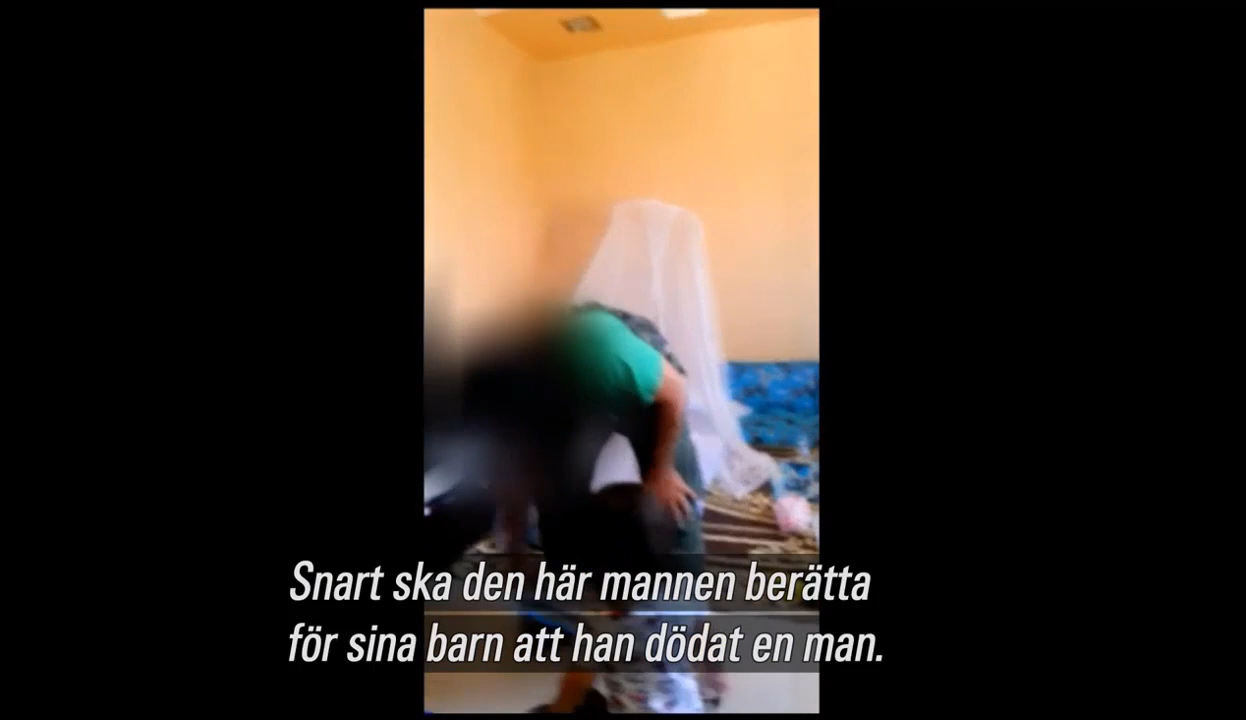 Snart ska den här mannen berätta
för sina barn att han dödat en man.